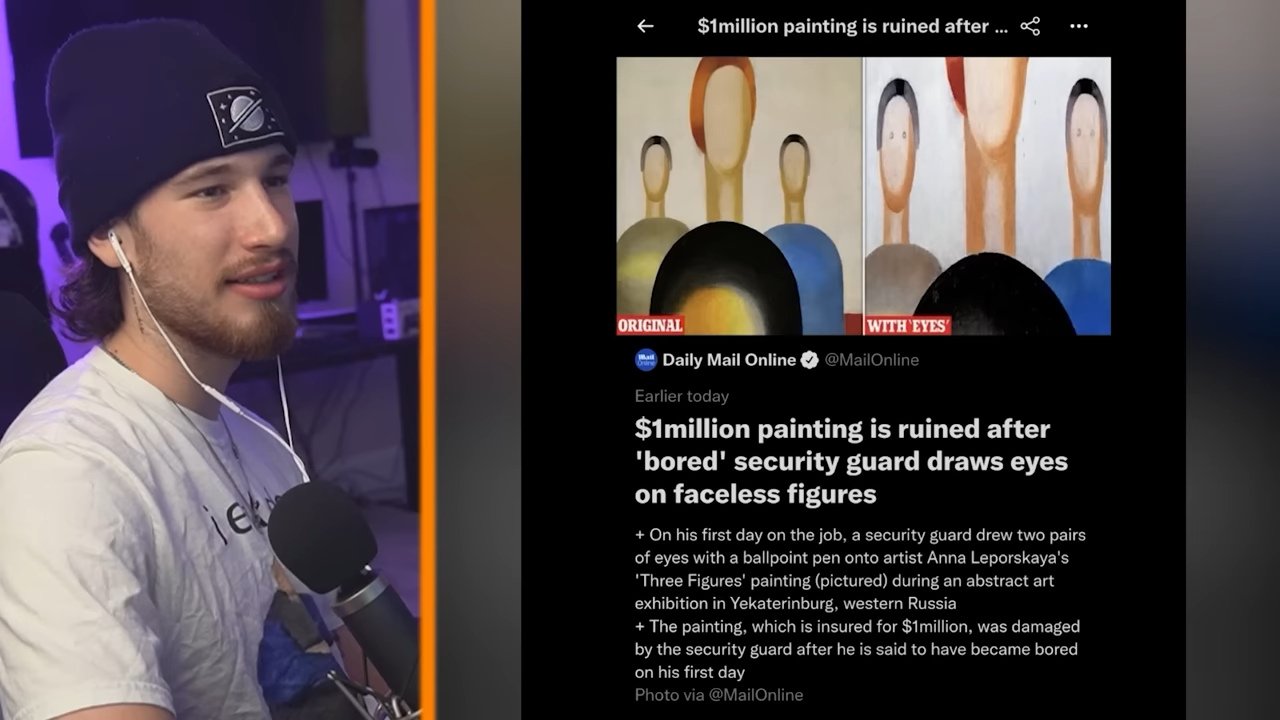 $1million painting is ruined after ...
ORIGINAL
WITH 'EYES'
Daily Mail Online @MailOnline
Earlier today
$1million painting is ruined after
'bored' security guard draws eyes
on faceless figures
+ On his first day on the job, a security guard drew two pairs
of eyes with a ballpoint pen onto artist Anna Leporskaya's
'Three Figures' painting (pictured) during an abstract art
exhibition in Yekaterinburg, western Russia
+ The painting, which is insured for $1million, was damaged
by the security guard after he is said to have became bored
on his first day
Photo via @MailOnline